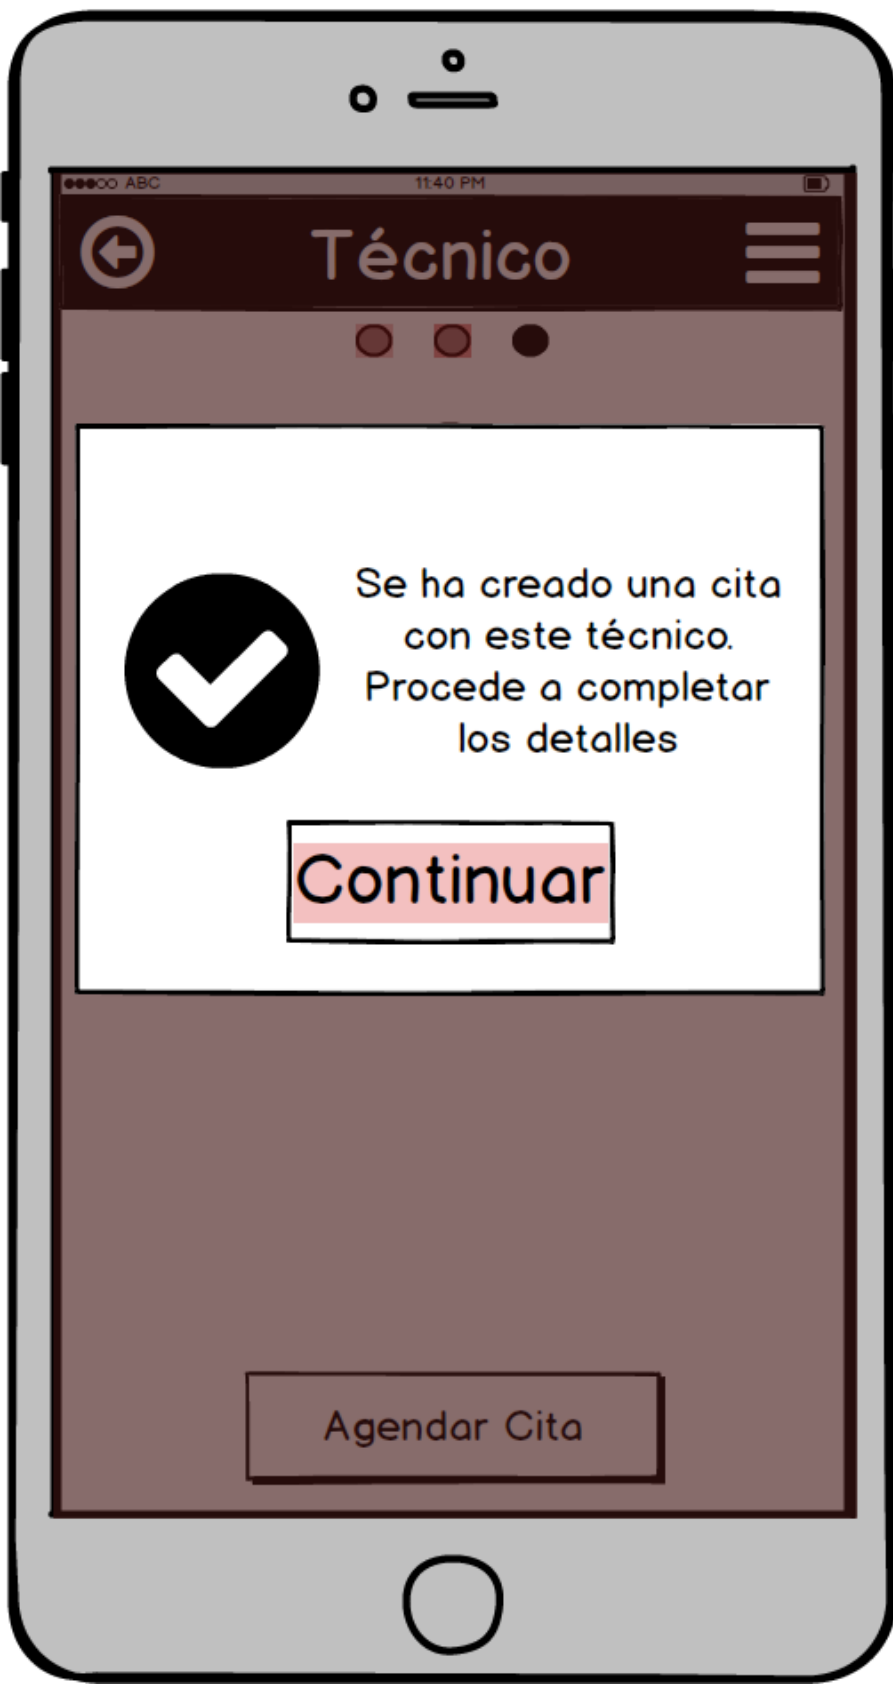 ABC 11:40 PM
Técnico
Se ha creado una cita
con este técnico.
Procede a completar
los detalles
Continuar
Agendar Cita